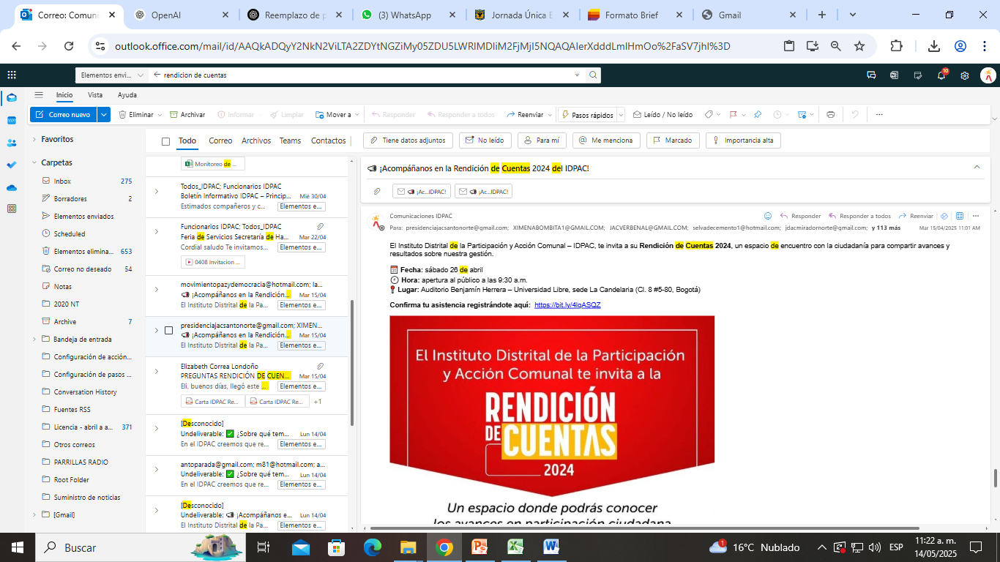 Correo: Comuni
OpenAI
Reemplazo de p
(3) WhatsApp
Jornada Única E
Formato Brief
Gmail
outlook.office.com/mail/id/AAQkADQyY2NkN2ViLTA2ZDYtNGZiMy05ZDU5LWRlMDliM2FjMjI5NQAQAIerXdddLmlHmOo%2FaSV7jhI%3D
Elementos envi...
rendicion de cuentas
10
Inicio
Vista
Ayuda
Correo nuevo
Eliminar
Archivar
Informar
Limpiar
Mover a
Responder
Responder a todos
Reenviar
Pasos rápidos
Leído / No leído
...
Favoritos
Carpetas
Inbox 275
Borradores 2
Elementos enviados
Scheduled
Elementos elimina... 653
Correo no deseado 54
Notas
2020 NT
Archive 7
Bandeja de entrada
Configuración de acción...
Configuración de pasos ...
Conversation History
Fuentes RSS
Licencia - abril a a... 371
Otros correos
PARRILLAS RADIO
Root Folder
Suministro de noticias
[Gmail]
Todo
Correo
Archivos
Teams
Contactos
Tiene datos adjuntos
No leído
Para mí
Me menciona
Marcado
Importancia alta
Monitoreo de ...
Todos_IDPAC; Funcionarios IDPAC
Boletín Informativo IDPAC – Princip... Mié 30/04
Estimados compañeros y c... Elementos e...
Funcionarios IDPAC; Todos_IDPAC
Feria de Servicios Secretaría de Ha... Mar 22/04
Cordial saludo Te invitamos... Elementos e...
0408 Invitacion ...
movimientopazydemocracia@hotmail.com; la...
¡Acompáñanos en la Rendición... Mar 15/04
El Instituto Distrital de la Pa... Elementos e...
presidenciajacsantonorte@gmail.com; XIMEN...
¡Acompáñanos en la Rendición... Mar 15/04
El Instituto Distrital de la Pa... Elementos e...
Elizabeth Correa Londoño
PREGUNTAS RENDICIÓN DE CUEN... Mar 15/04
Eli, buenos días, llegó este ... Elementos e...
Carta IDPAC Re... Carta IDPAC Re... +1
[Desconocido]
Undeliverable: ✅ ¿Sobre qué tem... Lun 14/04
En el IDPAC creemos que re... Elementos e...
antoparada@gmail.com; m81@hotmail.com; a...
Undeliverable: ✅ ¿Sobre qué tem... Lun 14/04
En el IDPAC creemos que re... Elementos e...
[Desconocido]
Undeliverable: ¡Acompáñanos e... Lun 14/04
El Instituto Distrital de la Pa... Elementos e...
¡Acompáñanos en la Rendición de Cuentas 2024 del IDPAC!
¡Ac...IDPAC!
¡Ac...IDPAC!
Comunicaciones IDPAC
Responder
Responder a todos
Reenviar
...
Para: presidenciajacsantonorte@gmail.com; XIMENABOMBITA1@GMAIL.COM; JACVERBENAL@GMAIL.COM; selvadecemento1@hotmail.com; jdacmiradornorte@gmail.com; y 113 más
Mar 15/04/2025 11:01 AM
El Instituto Distrital de la Participación y Acción Comunal – IDPAC, te invita a su Rendición de Cuentas 2024, un espacio de encuentro con la ciudadanía para compartir avances y
resultados sobre nuestra gestión.
Fecha: sábado 26 de abril
Hora: apertura al público a las 9:30 a.m.
Lugar: Auditorio Benjamín Herrera – Universidad Libre, sede La Candelaria (Cl. 8 #5-80, Bogotá)
Confirma tu asistencia registrándote aquí: https://bit.ly/4lqASQZ
El Instituto Distrital de la Participación
y Acción Comunal te invita a la
RENDICIÓN
DE CUENTAS
2024
Un espacio donde podrás conocer
los avances en participación ciudadana
Buscar
1
16°C Nublado
ESP
11:22 a. m.
14/05/2025